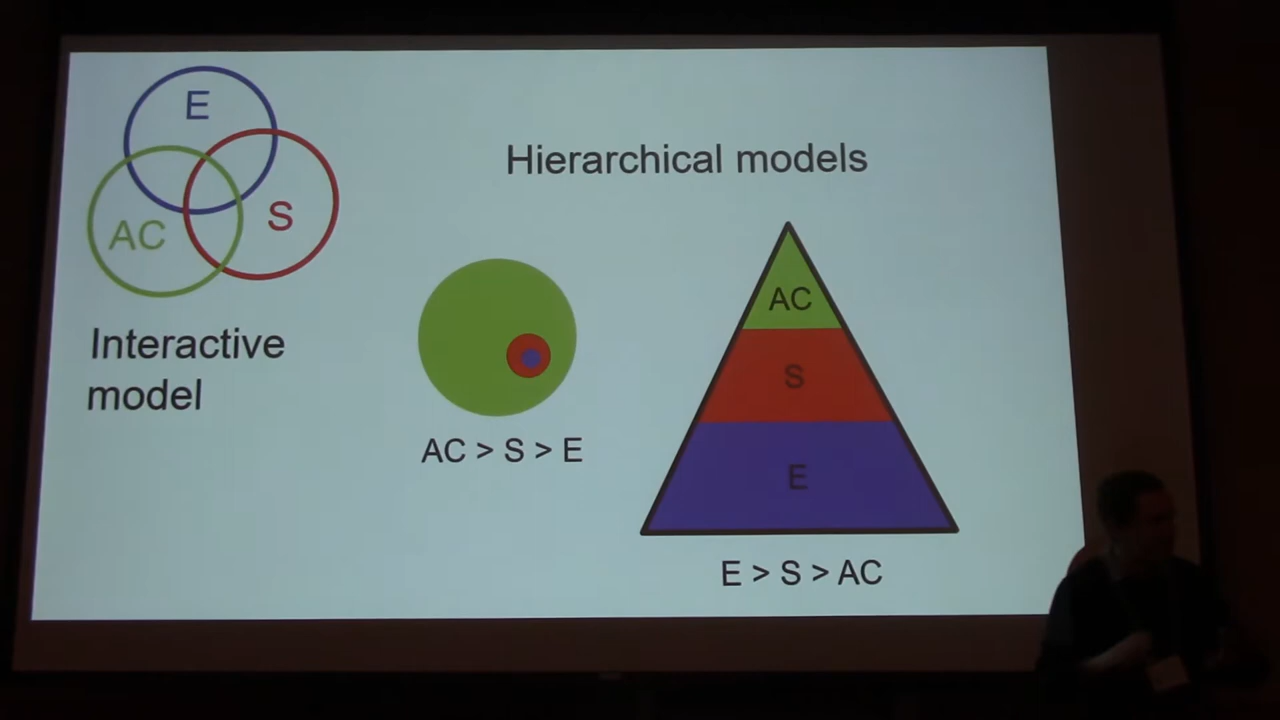 E
AC
S
Interactive
model
Hierarchical models
AC > S > E
AC
S
E
E > S > AC